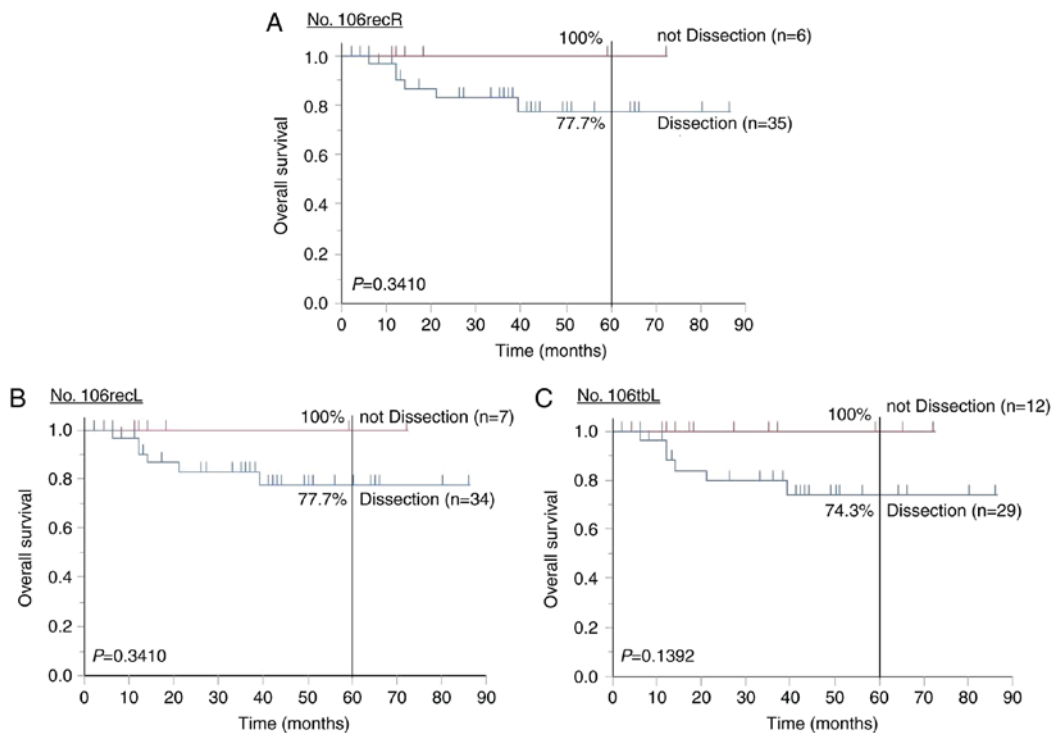 A
No. 106recR
100%
not Dissection (n=6)
1.0
0.8
77.7%
Dissection (n=35)
0.6
0.4
0.2
0.0
Overall survival
P=0.3410
0 10 20 30 40 50 60 70 80 90
Time (months)
B
No. 106recL
100%
not Dissection (n=7)
1.0
0.8
77.7%
Dissection (n=34)
0.6
0.4
0.2
0.0
Overall survival
P=0.3410
0 10 20 30 40 50 60 70 80 90
Time (months)
C
No. 106tbL
100%
not Dissection (n=12)
1.0
0.8
74.3%
Dissection (n=29)
0.6
0.4
0.2
0.0
Overall survival
P=0.1392
0 10 20 30 40 50 60 70 80 90
Time (months)